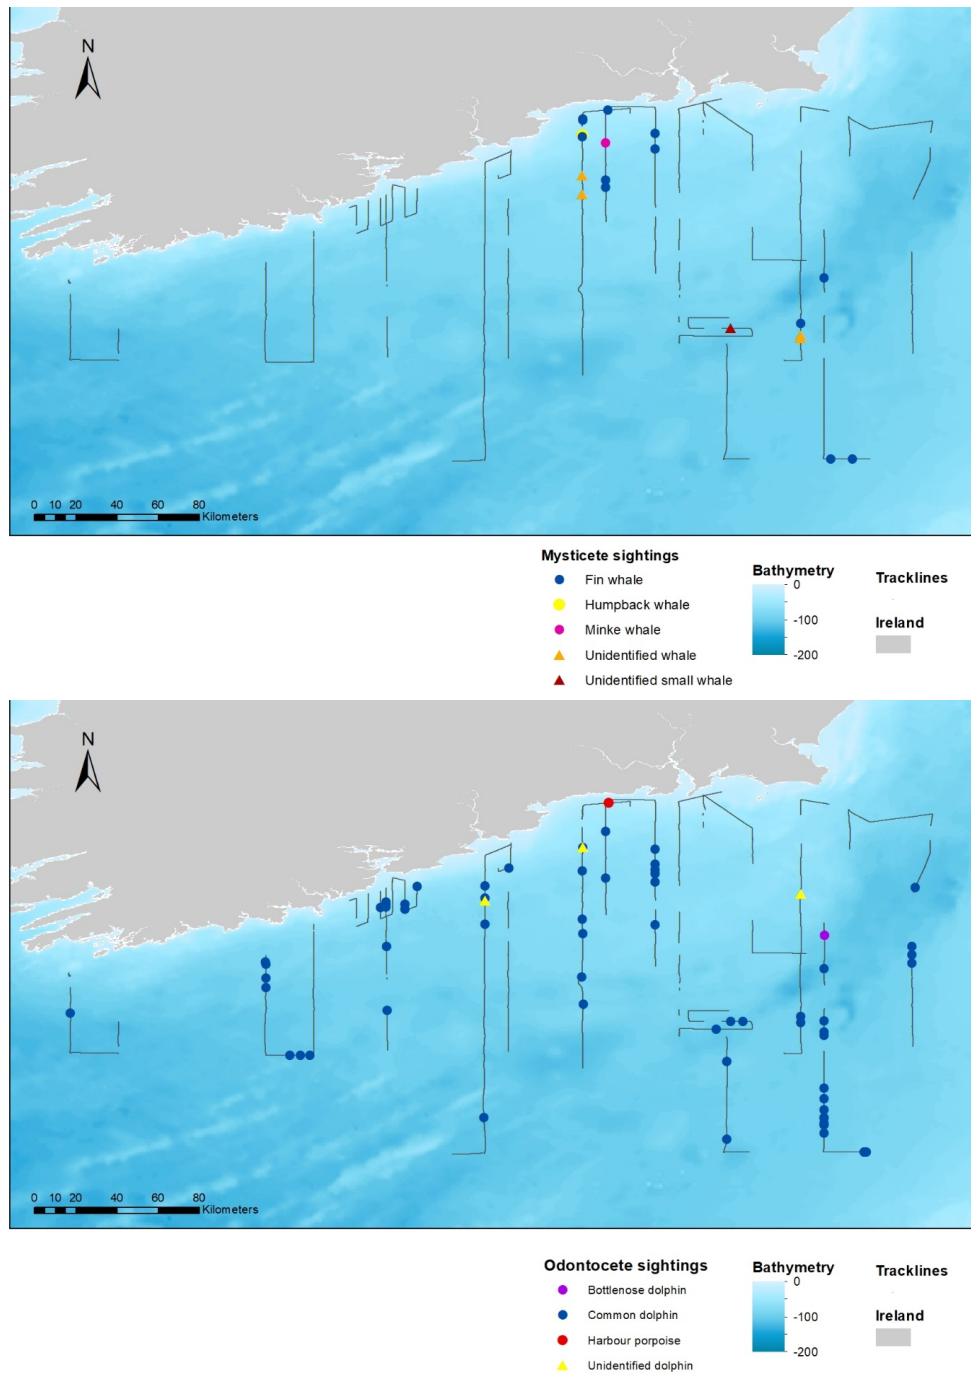 N
0 10 20 40 60 80
Kilometers
Mysticete sightings
Fin whale
Humpback whale
Minke whale
Unidentified whale
Unidentified small whale
Bathymetry
0
-100
-200
Tracklines
Ireland
N
0 10 20 40 60 80
Kilometers
Odontocete sightings
Bottlenose dolphin
Common dolphin
Harbour porpoise
Unidentified dolphin
Bathymetry
0
-100
-200
Tracklines
Ireland